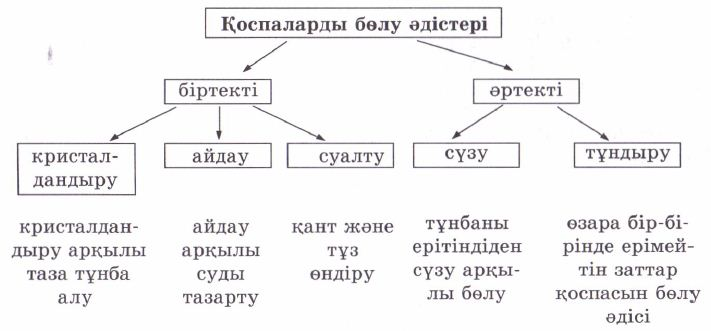 Қоспаларды бөлу әдістері
біртекті
әртекті
кристал-
дандыру
айдау
суалту
сүзу
тұндыру
кристалдан-
дыру арқылы
таза тұнба
алу
айдау
арқылы
суды
тазарту
қант және
тұз
өндіру
тұнбаны
ерітіндіден
сүзу арқы-
лы бөлу
өзара бір-бі-
рінде ерімей-
тін заттар
қоспасын бөлу
әдісі